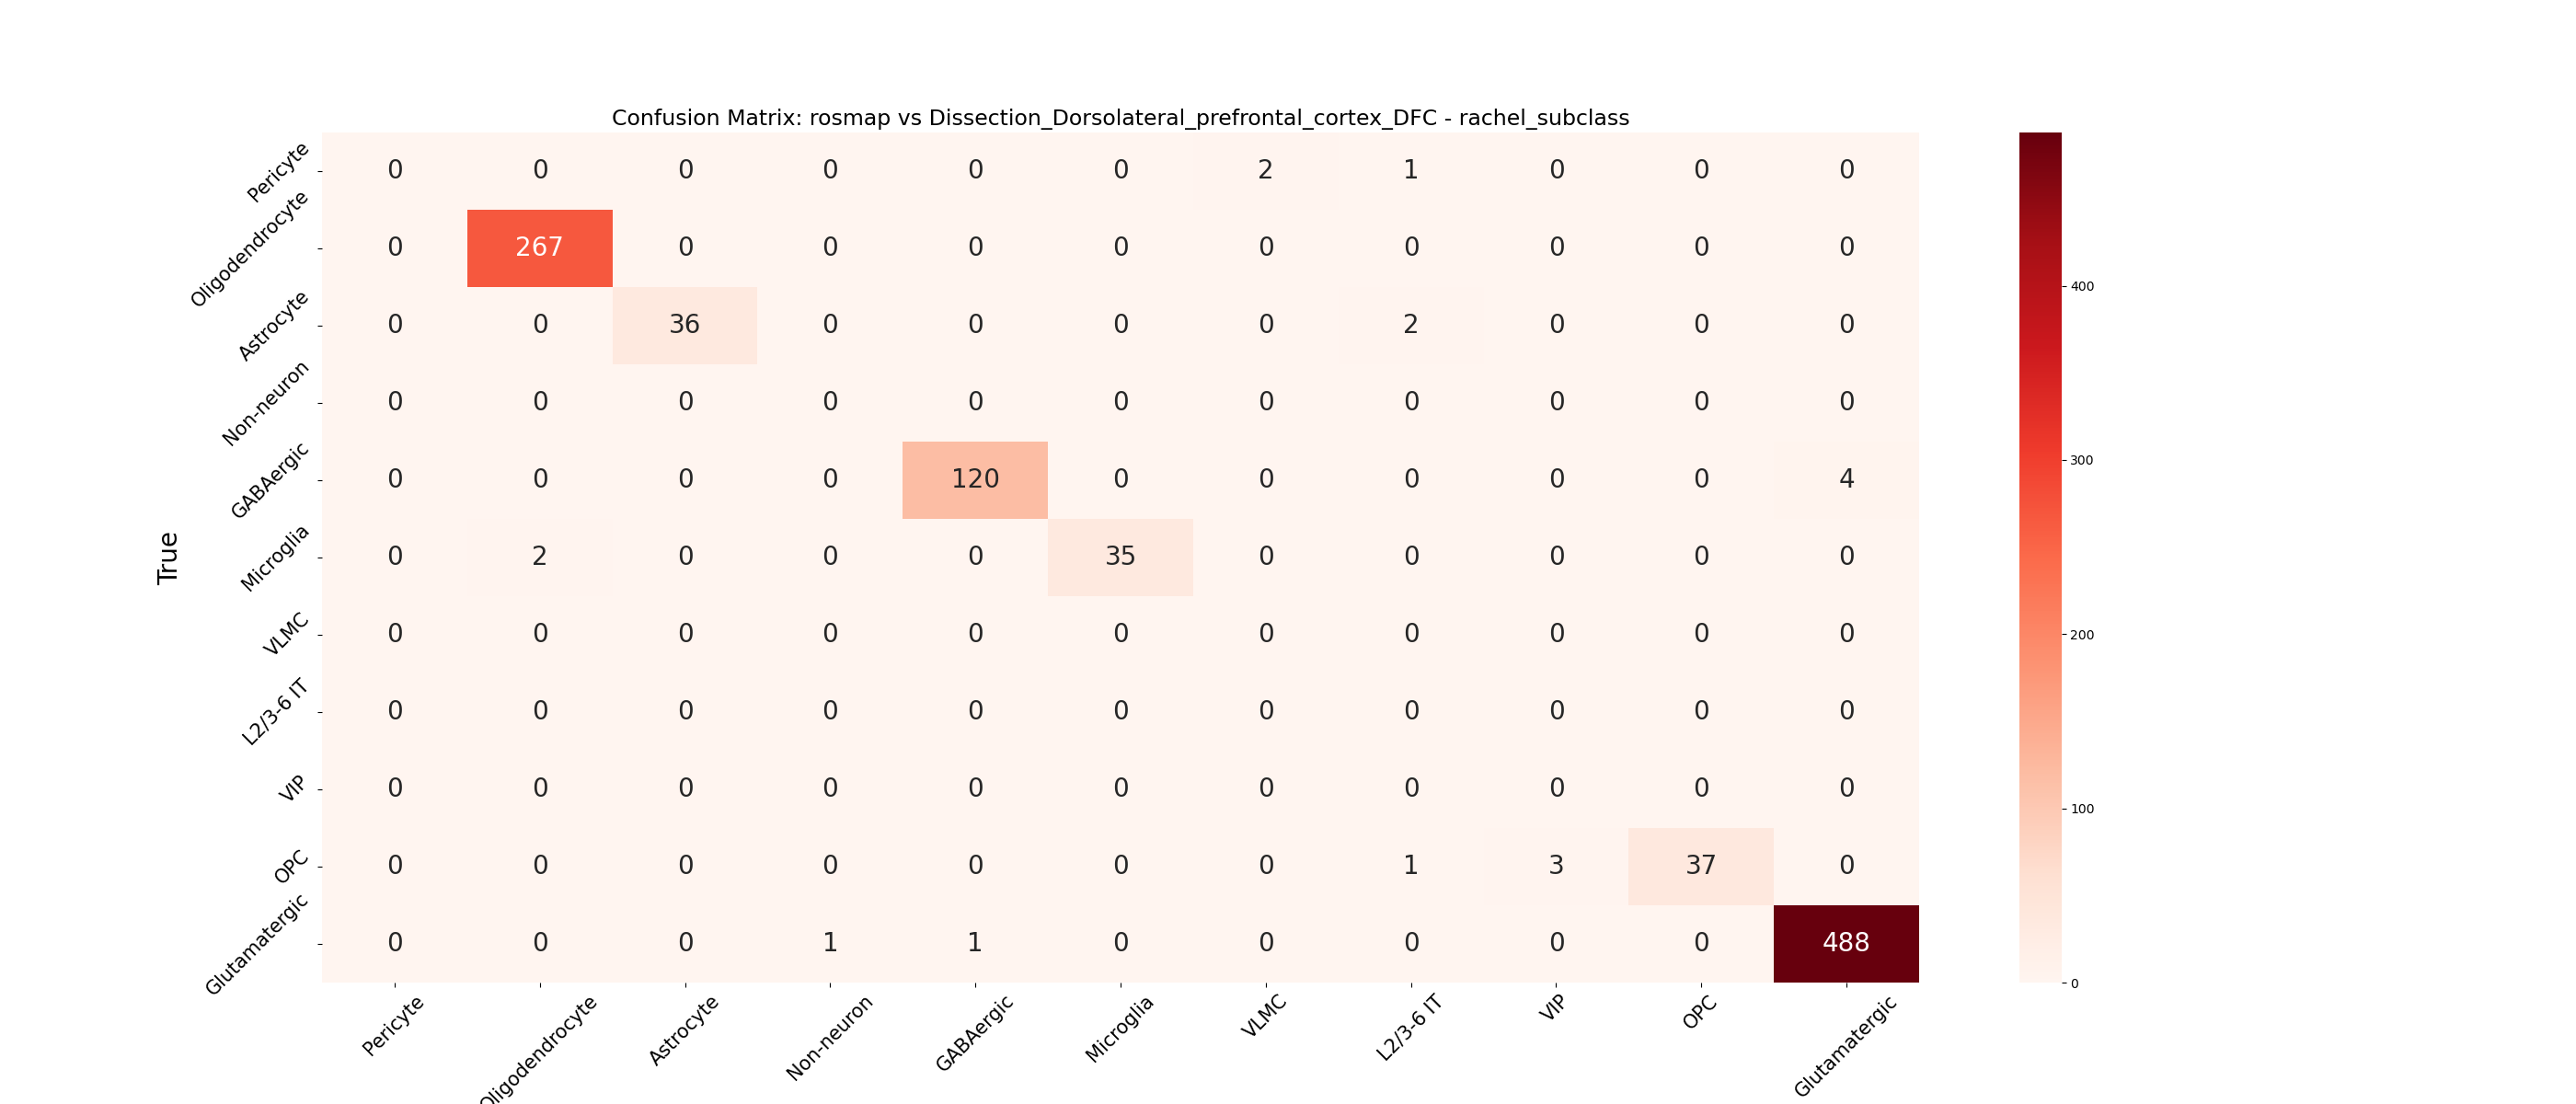 Confusion Matrix: rosmap vs Dissection_Dorsolateral_prefrontal_cortex_DFC - rachel_subclass
True
Pericyte 0 0 0 0 0 0 2 1 0 0 0
Oligodendrocyte 0 267 0 0 0 0 0 0 0 0 0
Astrocyte 0 0 36 0 0 0 0 2 0 0 0
Non-neuron 0 0 0 0 0 0 0 0 0 0 0
GABAergic 0 0 0 0 120 0 0 0 0 0 4
Microglia 0 2 0 0 0 35 0 0 0 0 0
VLMC 0 0 0 0 0 0 0 0 0 0 0
L2/3-6 IT 0 0 0 0 0 0 0 0 0 0 0
VIP 0 0 0 0 0 0 0 0 0 0 0
OPC 0 0 0 0 0 0 0 1 3 37 0
Glutamatergic 0 0 0 1 1 0 0 0 0 0 488
Pericyte Oligodendrocyte Astrocyte Non-neuron GABAergic Microglia VLMC L2/3-6 IT VIP OPC Glutamatergic
400
300
200
100
0